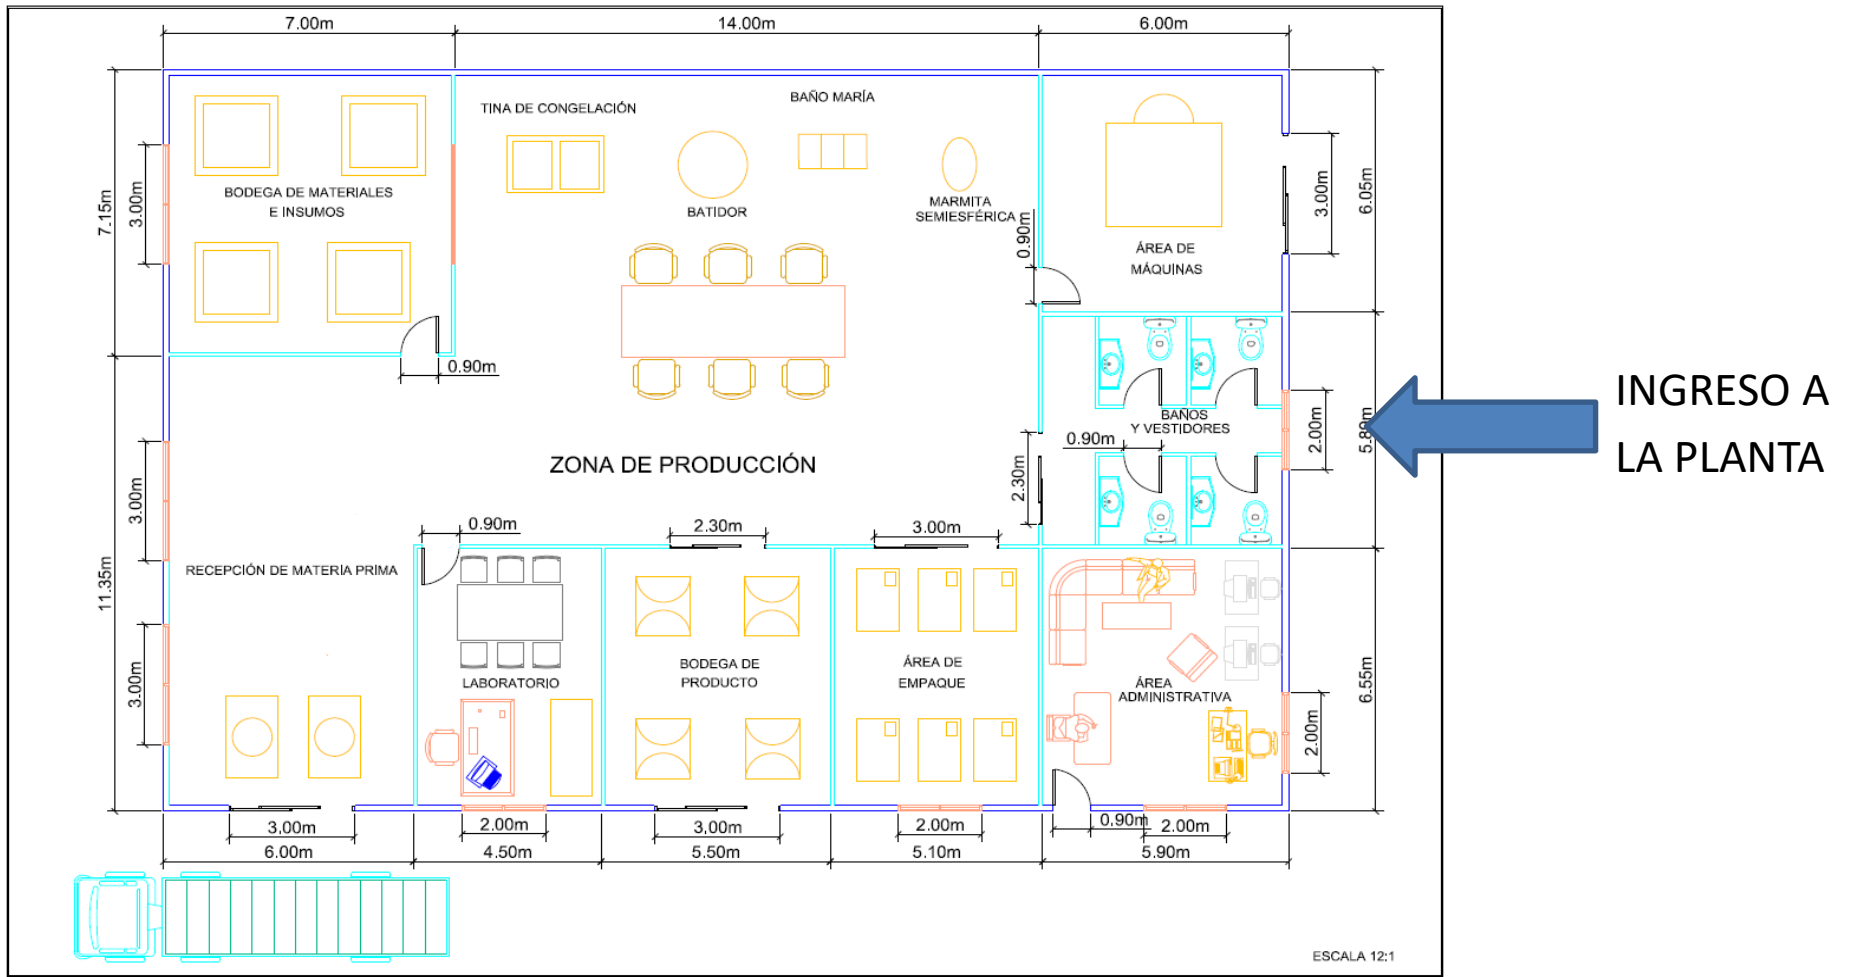 7.00m
14.00m
6.00m
TINA DE CONGELACIÓN
BAÑO MARÍA
BODEGA DE MATERIALES
E INSUMOS
BATIDOR
MARMITA
SEMIESFÉRICA
ÁREA DE
MÁQUINAS
7.15m
3.00m
0.90m
3.00m
6.05m
0.90m
BAÑOS
Y VESTIDORES
0.90m
2.00m
5.89m
INGRESO A
LA PLANTA
ZONA DE PRODUCCIÓN
2.30m
3.00m
0.90m
2.30m
3.00m
RECEPCIÓN DE MATERIA PRIMA
11.35m
3.00m
LABORATORIO
BODEGA DE
PRODUCTO
ÁREA DE
EMPAQUE
ÁREA
ADMINISTRATIVA
6.55m
2.00m
3,00m
2.00m
3,00m
2.00m
0.90m
2.00m
6.00m
4.50m
5.50m
5.10m
5.90m
ESCALA 12:1